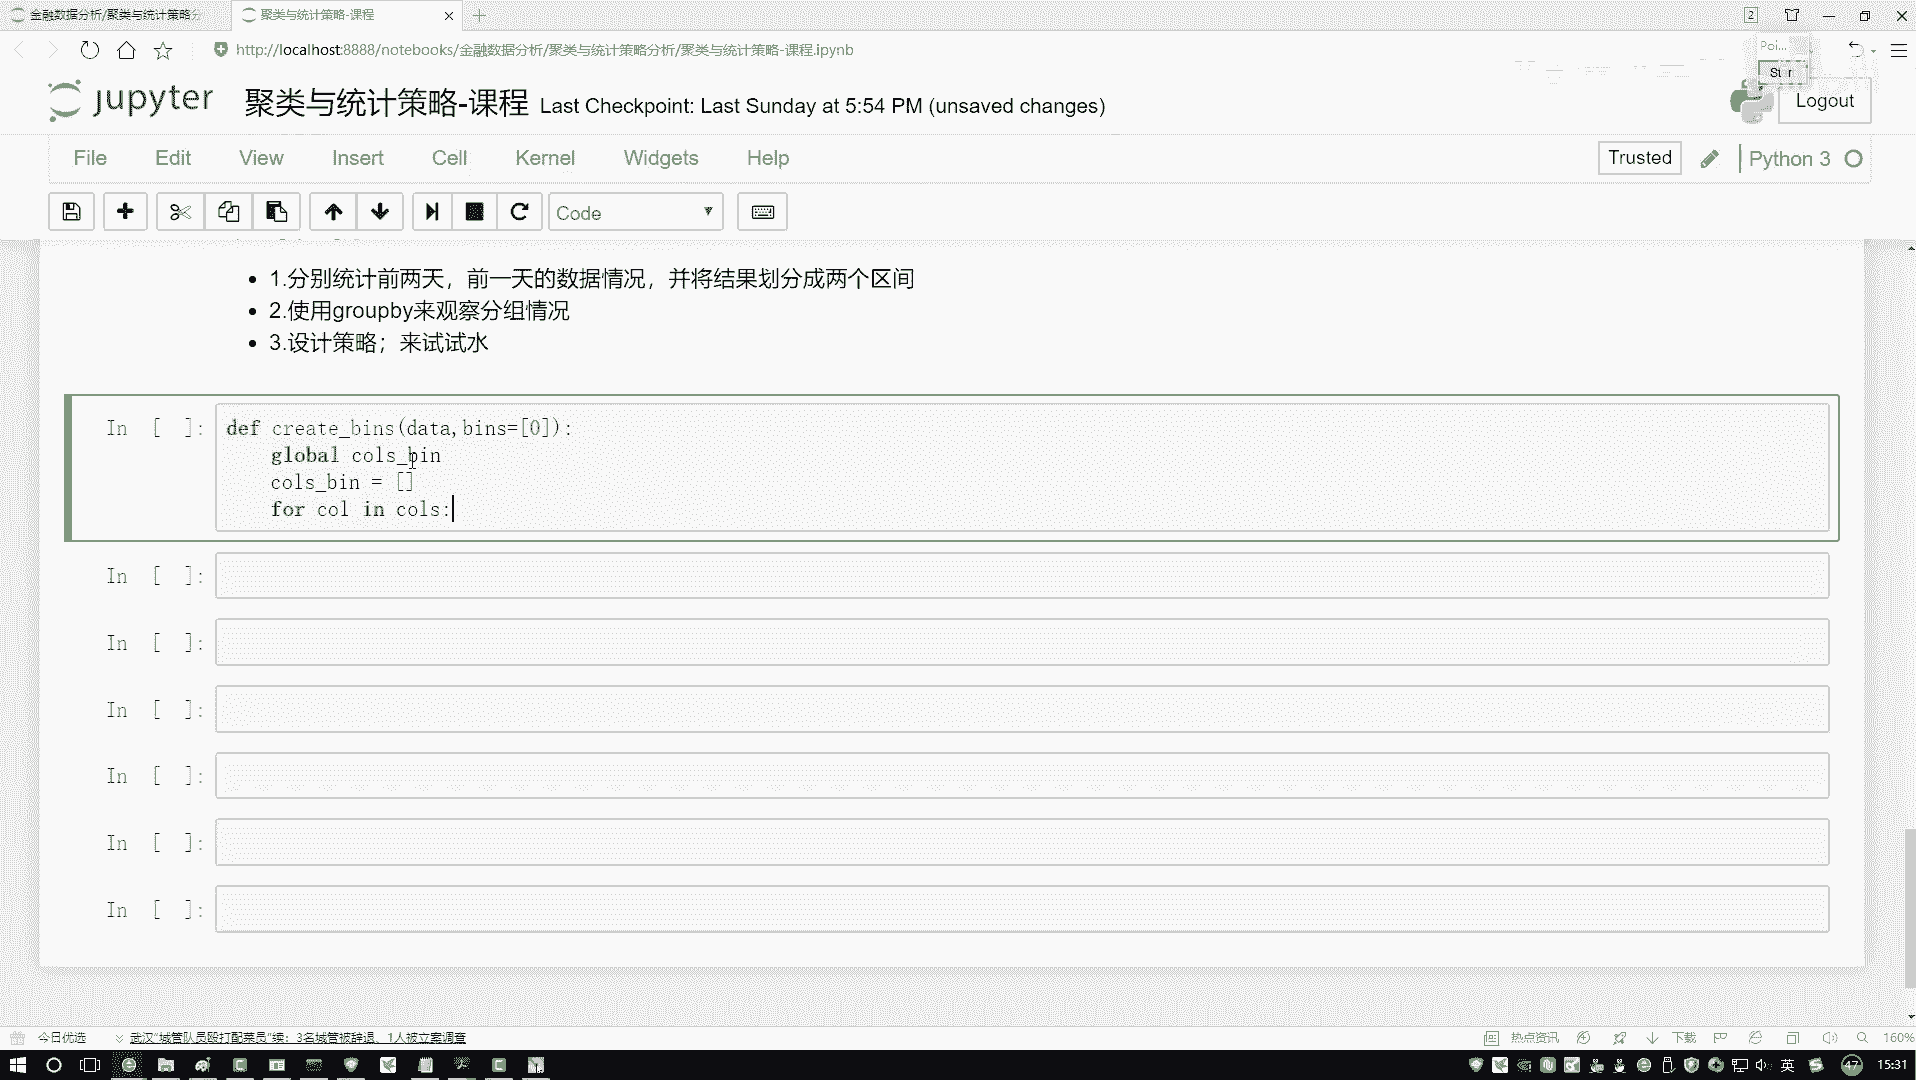 金融数据分析/聚类与统计策略分
聚类与统计策略-课程
2
http://localhost:8888/notebooks/金融数据分析/聚类与统计策略分析/聚类与统计策略-课程.ipynb
Poi...
jupyter 聚类与统计策略-课程 Last Checkpoint: Last Sunday at 5:54 PM (unsaved changes)
Logout
File Edit View Insert Cell Kernel Widgets Help
Trusted Python 3
Code
1.分别统计前两天，前一天的数据情况，并将结果划分成两个区间
2.使用groupby来观察分组情况
3.设计策略；来试试水
In [ ]: def create_bins(data,bins=[0]):
global cols_bin
cols_bin = []
for col in cols:
In [ ]:
In [ ]:
In [ ]:
In [ ]:
In [ ]:
In [ ]:
今日优选 武汉“城管队员殴打配菜员”续：3名城管被辞退、1人被立案调查 热点资讯 下载 160%
英 47 15:31